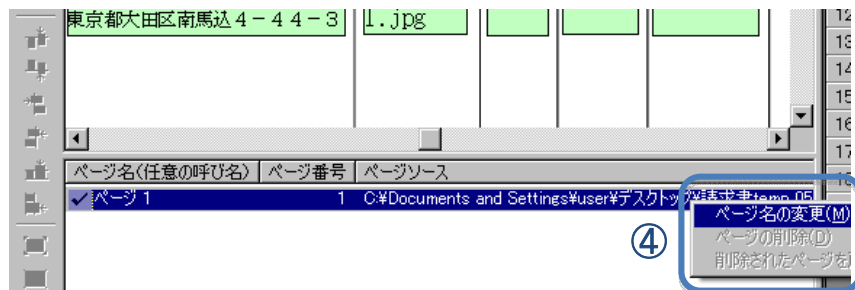 東京都大田区南馬込4-44-3 1.jpg
12
13
14
15
16
17
ページ名(任意の呼び名) ページ番号 ページソース
ページ 1 1 C:¥Documents and Settings¥user¥デスクトップ¥請求書temp_05
ページ名の変更(M)
④ ページの削除(D)
削除されたページを